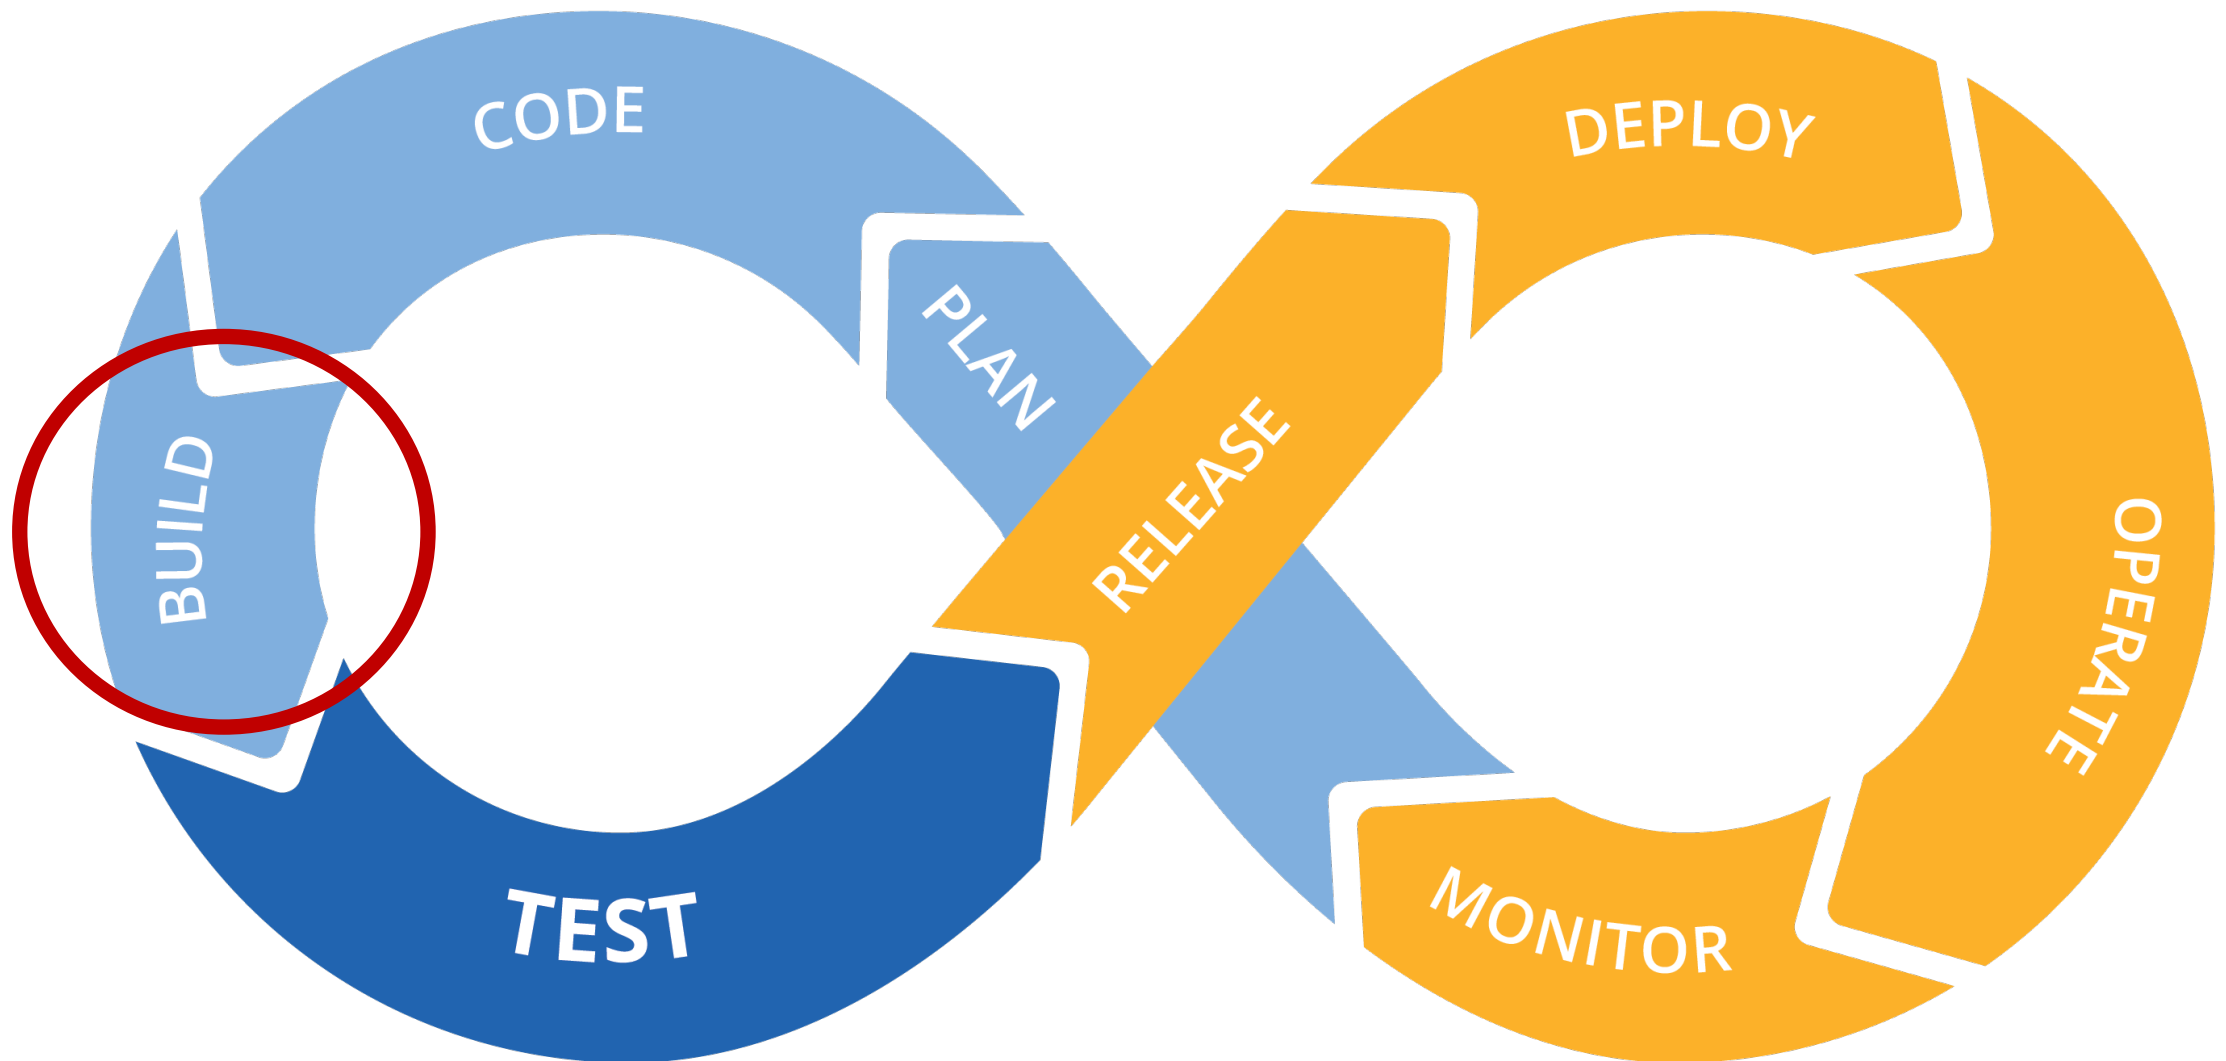 PLAN
CODE
BUILD
TEST
RELEASE
DEPLOY
OPERATE
MONITOR